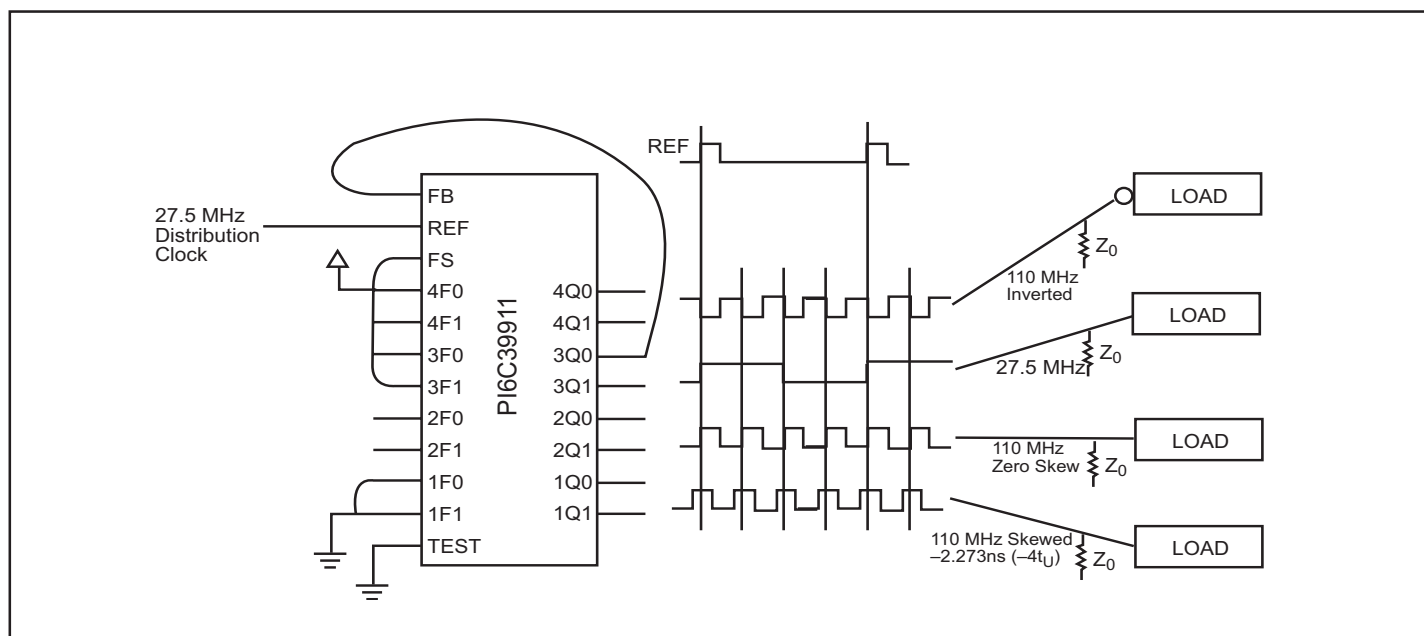 REF
FB
27.5 MHz
Distribution
Clock
REF
FS
4F0
4F1
3F0
3F1
2F0
2F1
1F0
1F1
TEST
PI6C39911
4Q0
4Q1
3Q0
3Q1
2Q0
2Q1
1Q0
1Q1
LOAD
Z0
110 MHz
Inverted
LOAD
Z0
27.5 MHz
LOAD
110 MHz
Zero Skew
Z0
LOAD
110 MHz Skewed
–2.273ns (–4tU)
Z0